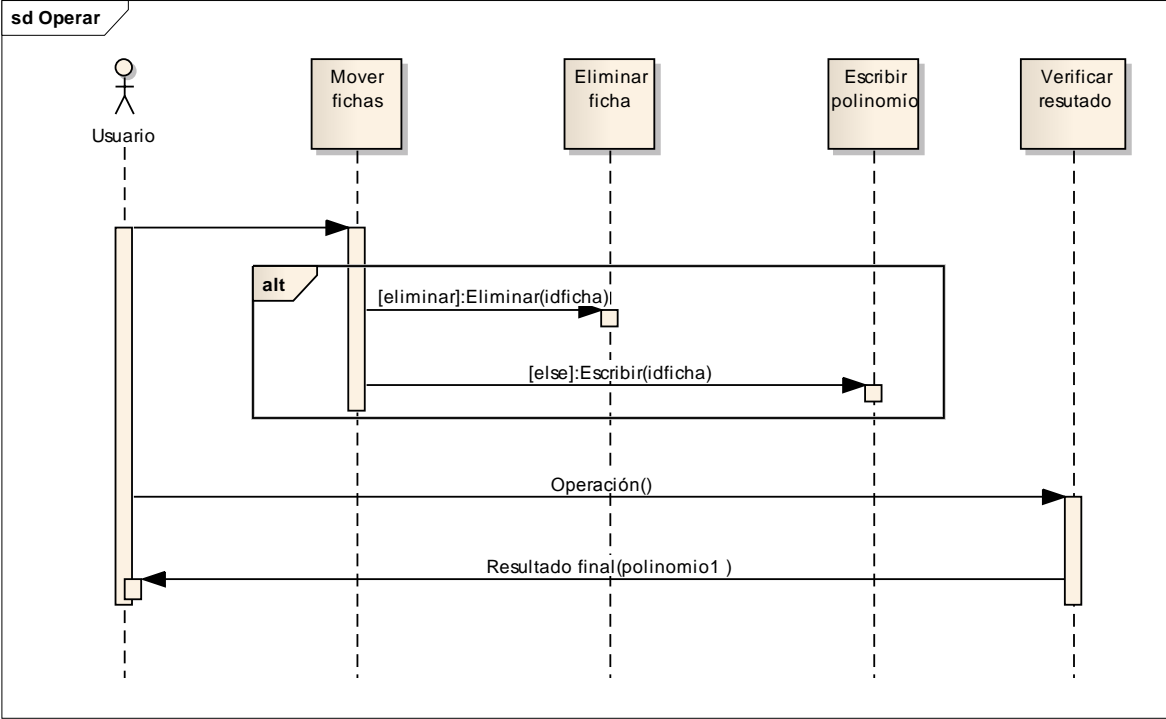 sd Operar
Usuario
Mover
fichas
Eliminar
ficha
Escribir
polinomio
Verificar
resutado
alt
[eliminar]:Eliminar(idficha)
[else]:Escribir(idficha)
Operación()
Resultado final(polinomio1 )